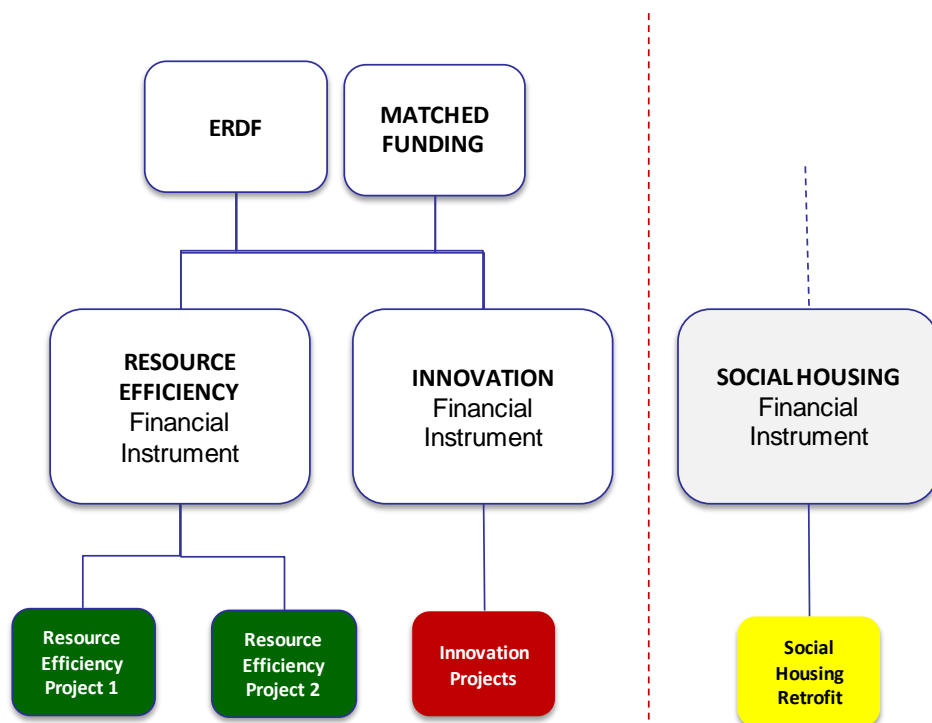 ERDF
MATCHED
FUNDING
RESOURCE
EFFICIENCY
Financial
Instrument
INNOVATION
Financial
Instrument
SOCIAL HOUSING
Financial
Instrument
Resource
Efficiency
Project 1
Resource
Efficiency
Project 2
Innovation
Projects
Social
Housing
Retrofit